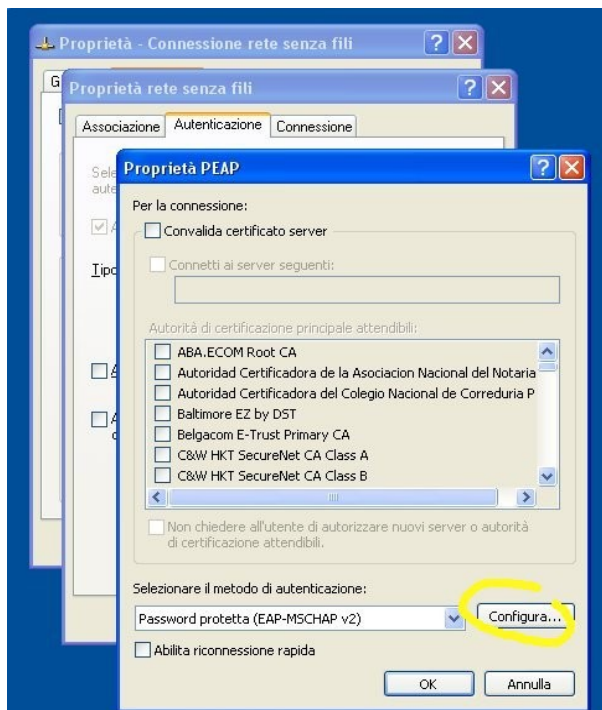 Proprietà - Connessione rete senza fili
G
Proprietà rete senza fili
Associazione Autenticazione Connessione
Proprietà PEAP
Per la connessione:
Convalida certificato server
Connetti ai server seguenti:
Tipo
Autorità di certificazione principale attendibili:
ABA.ECOM Root CA
Autoridad Certificadora de la Asociacion Nacional del Notaria
Autoridad Certificadora del Colegio Nacional de Correduria P
Baltimore EZ by DST
Belgacom E-Trust Primary CA
C&W HKT SecureNet CA Class A
C&W HKT SecureNet CA Class B
Non chiedere all'utente di autorizzare nuovi server o autorità
di certificazione attendibili.
Selezionare il metodo di autenticazione:
Password protetta (EAP-MSCHAP v2) Configura...
Abilita riconnessione rapida
OK Annulla